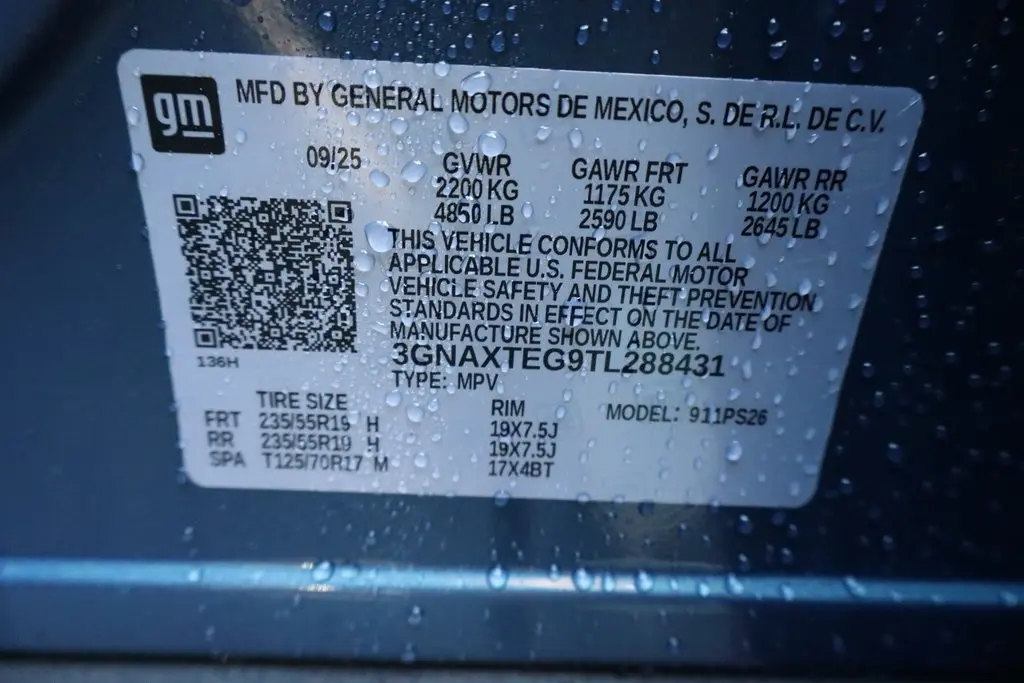 gm
MFD BY GENERAL MOTORS DE MEXICO, S. DE R.L. DE C.V.
09/25 GVWR GAWR FRT GAWR RR
2200 KG 1175 KG 1200 KG
4850 LB 2590 LB 2645 LB
THIS VEHICLE CONFORMS TO ALL
APPLICABLE U.S. FEDERAL MOTOR
VEHICLE SAFETY AND THEFT PREVENTION
STANDARDS IN EFFECT ON THE DATE OF
MANUFACTURE SHOWN ABOVE.
136H
3GNAXTEG9TL288431
TYPE: MPV
TIRE SIZE RIM MODEL: 911PS26
FRT 235/55R19 H 19X7.5J
RR 235/55R19 H 19X7.5J
SPA T125/70R17 M 17X4BT